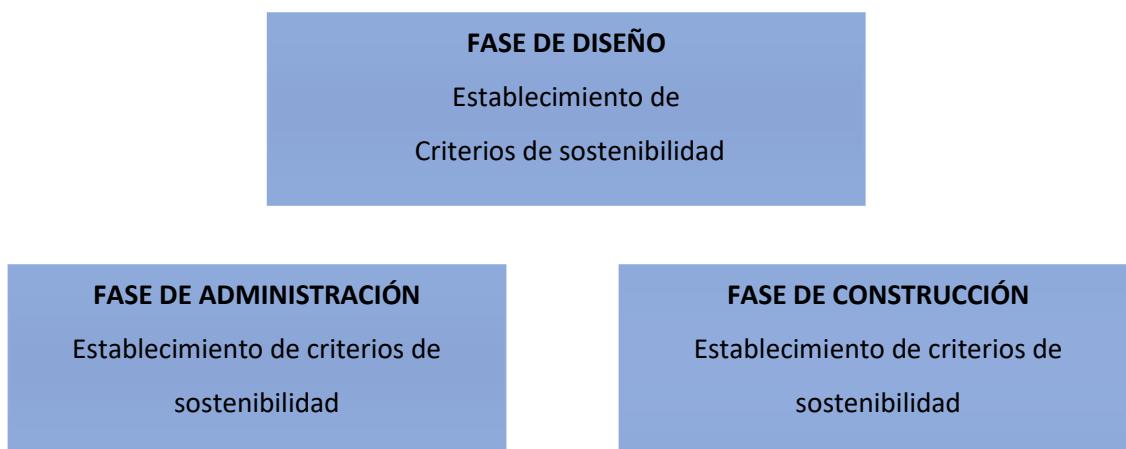 FASE DE DISEÑO
Establecimiento de
Criterios de sostenibilidad
FASE DE ADMINISTRACIÓN
Establecimiento de criterios de
sostenibilidad
FASE DE CONSTRUCCIÓN
Establecimiento de criterios de
sostenibilidad